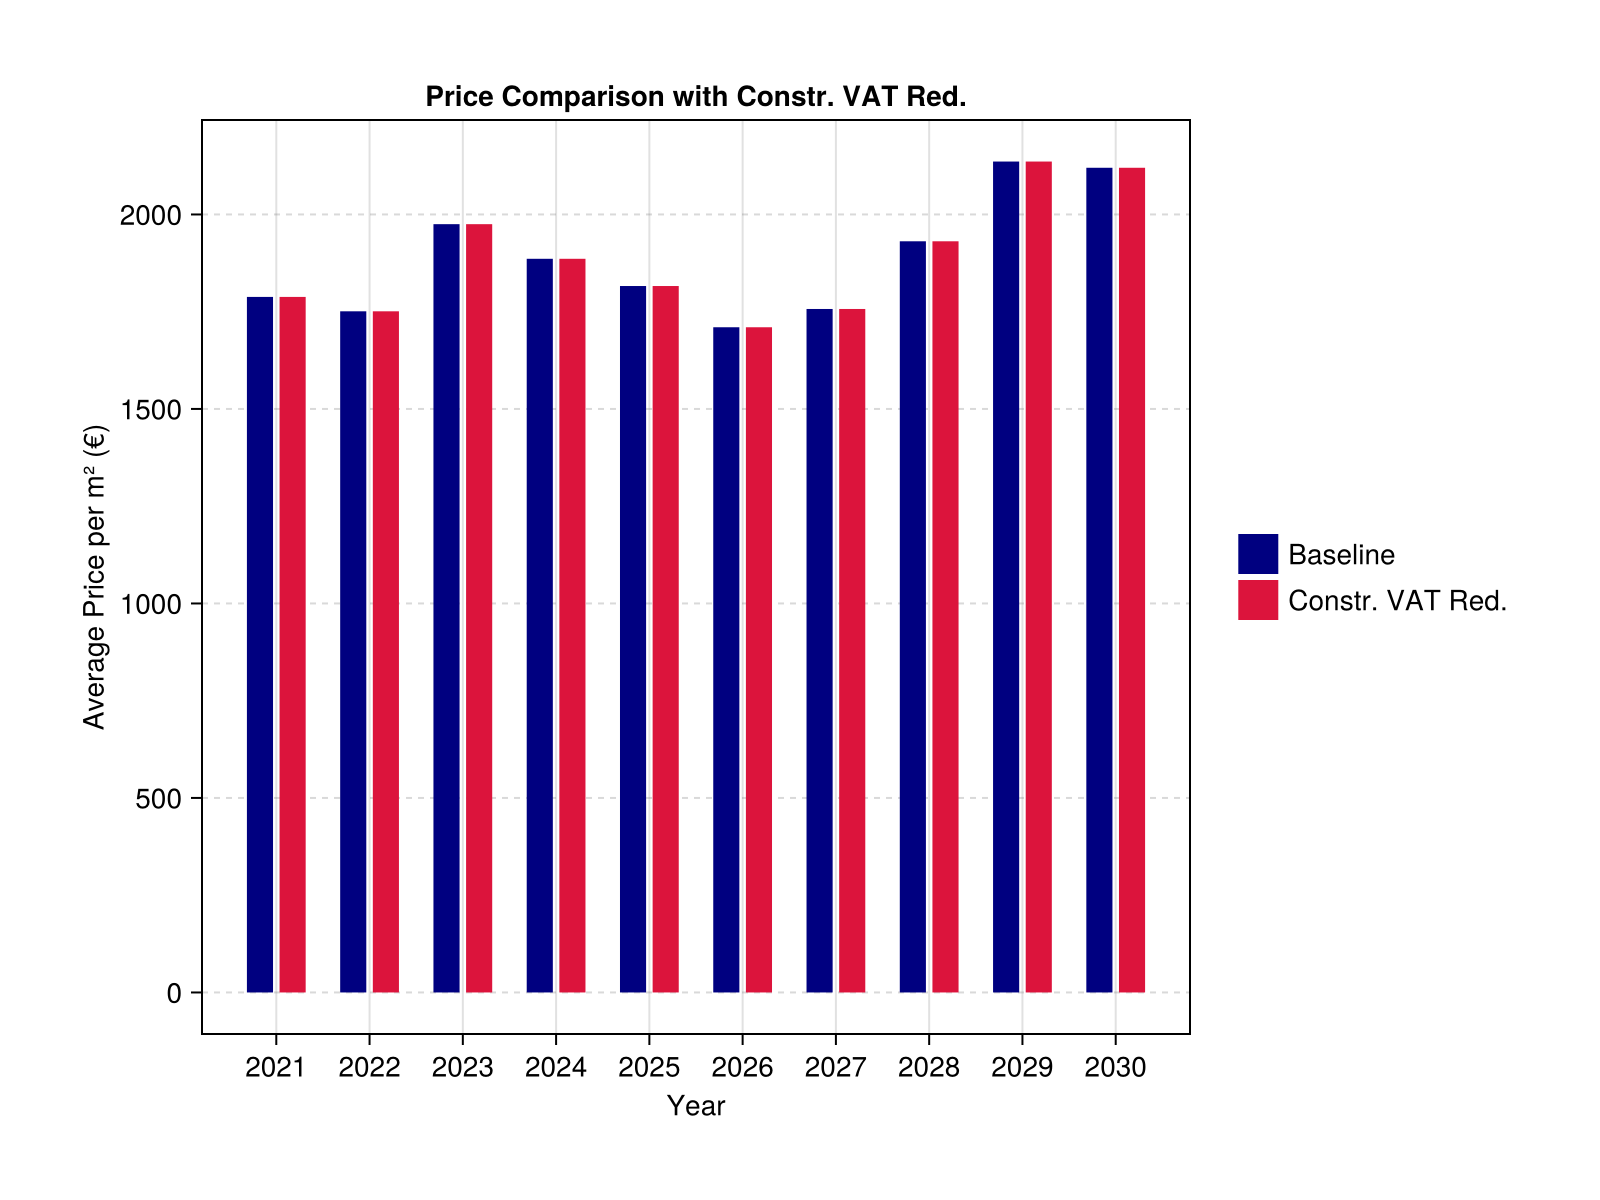 Price Comparison with Constr. VAT Red.
Average Price per m² (€)
2000
1500
1000
500
0
2021 2022 2023 2024 2025 2026 2027 2028 2029 2030
Year
Baseline
Constr. VAT Red.